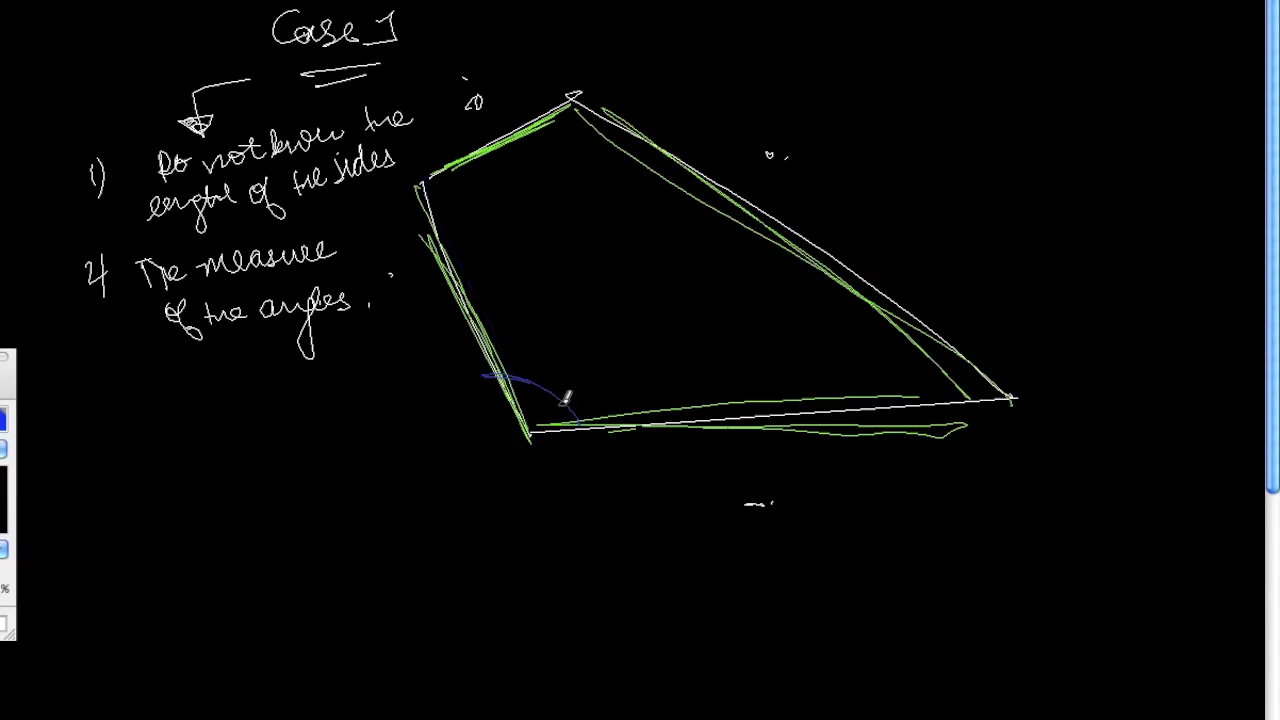 Case 1
1) Do not know the
length of the sides
2) The measure
of the angles.
%